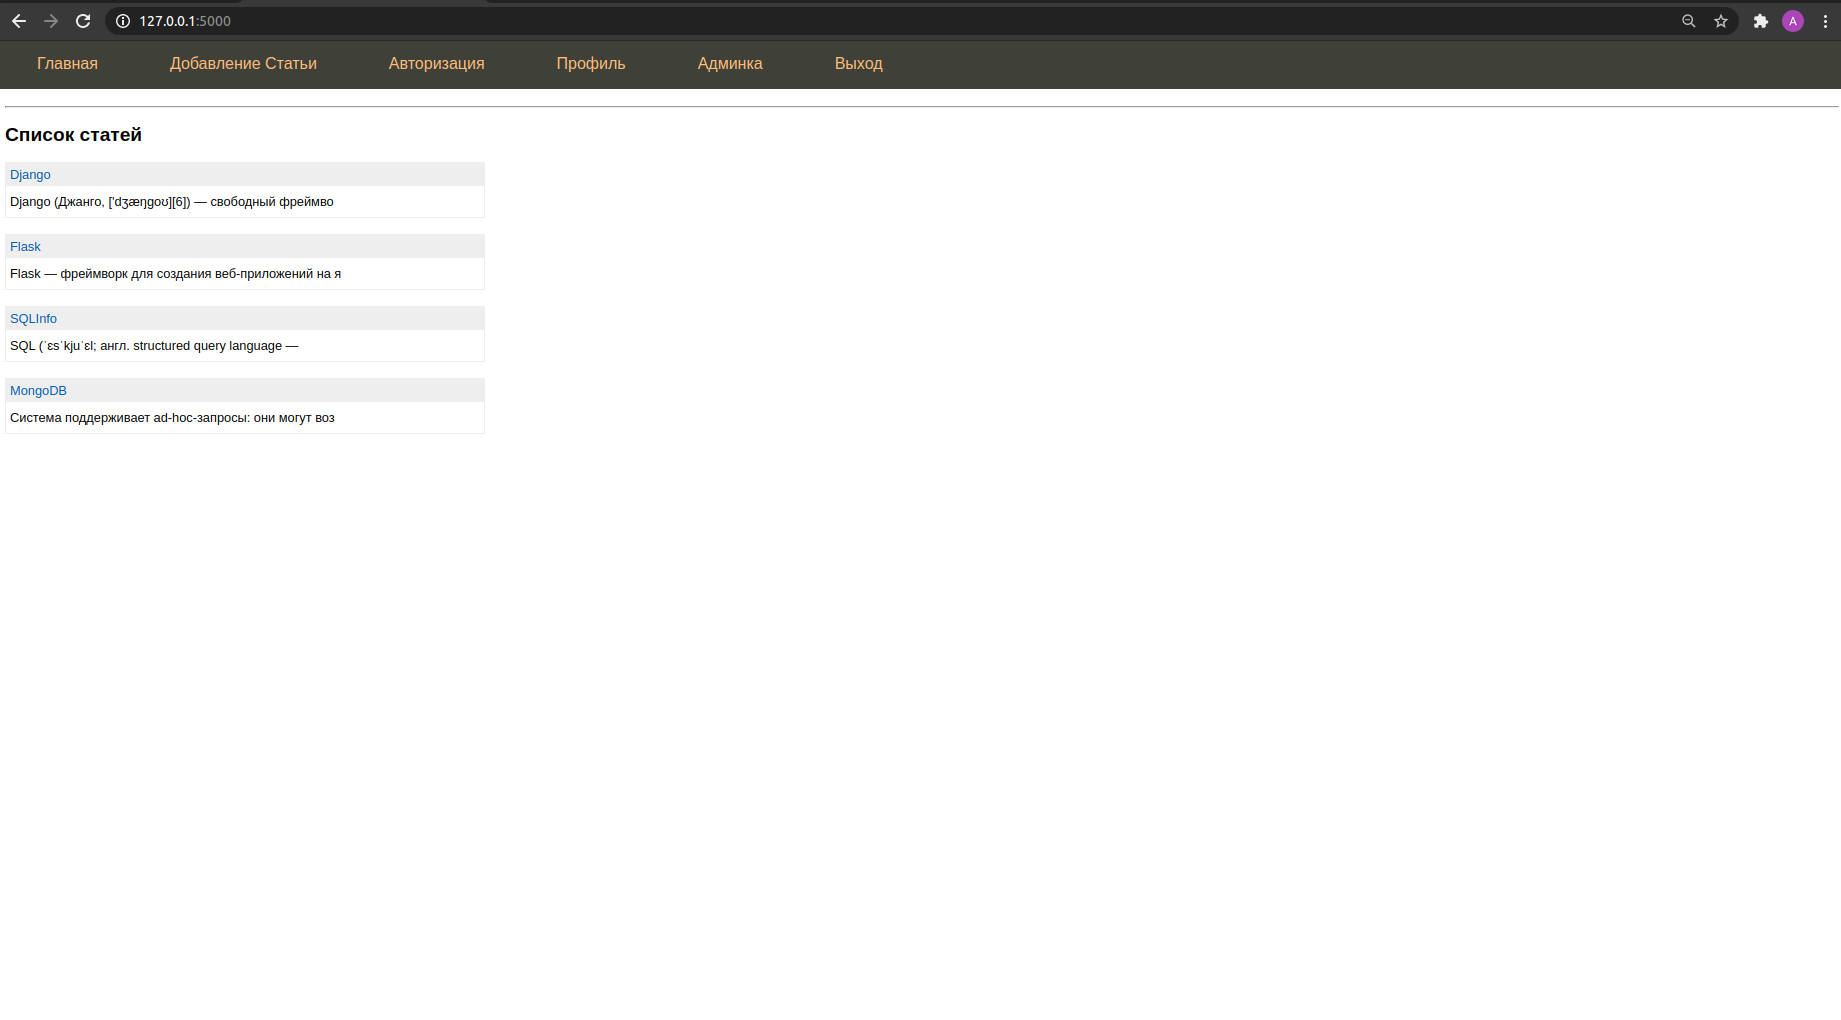 127.0.0.1:5000
A
Главная Добавление Статьи Авторизация Профиль Админка Выход
Список статей
Django
Django (Джанго, ['dʒæŋgoʊ][6]) — свободный фреймво
Flask
Flask — фреймворк для создания веб-приложений на я
SQLInfo
SQL (ˈɛsˈkjuˈɛl; англ. structured query language —
MongoDB
Система поддерживает ad-hoc-запросы: они могут воз